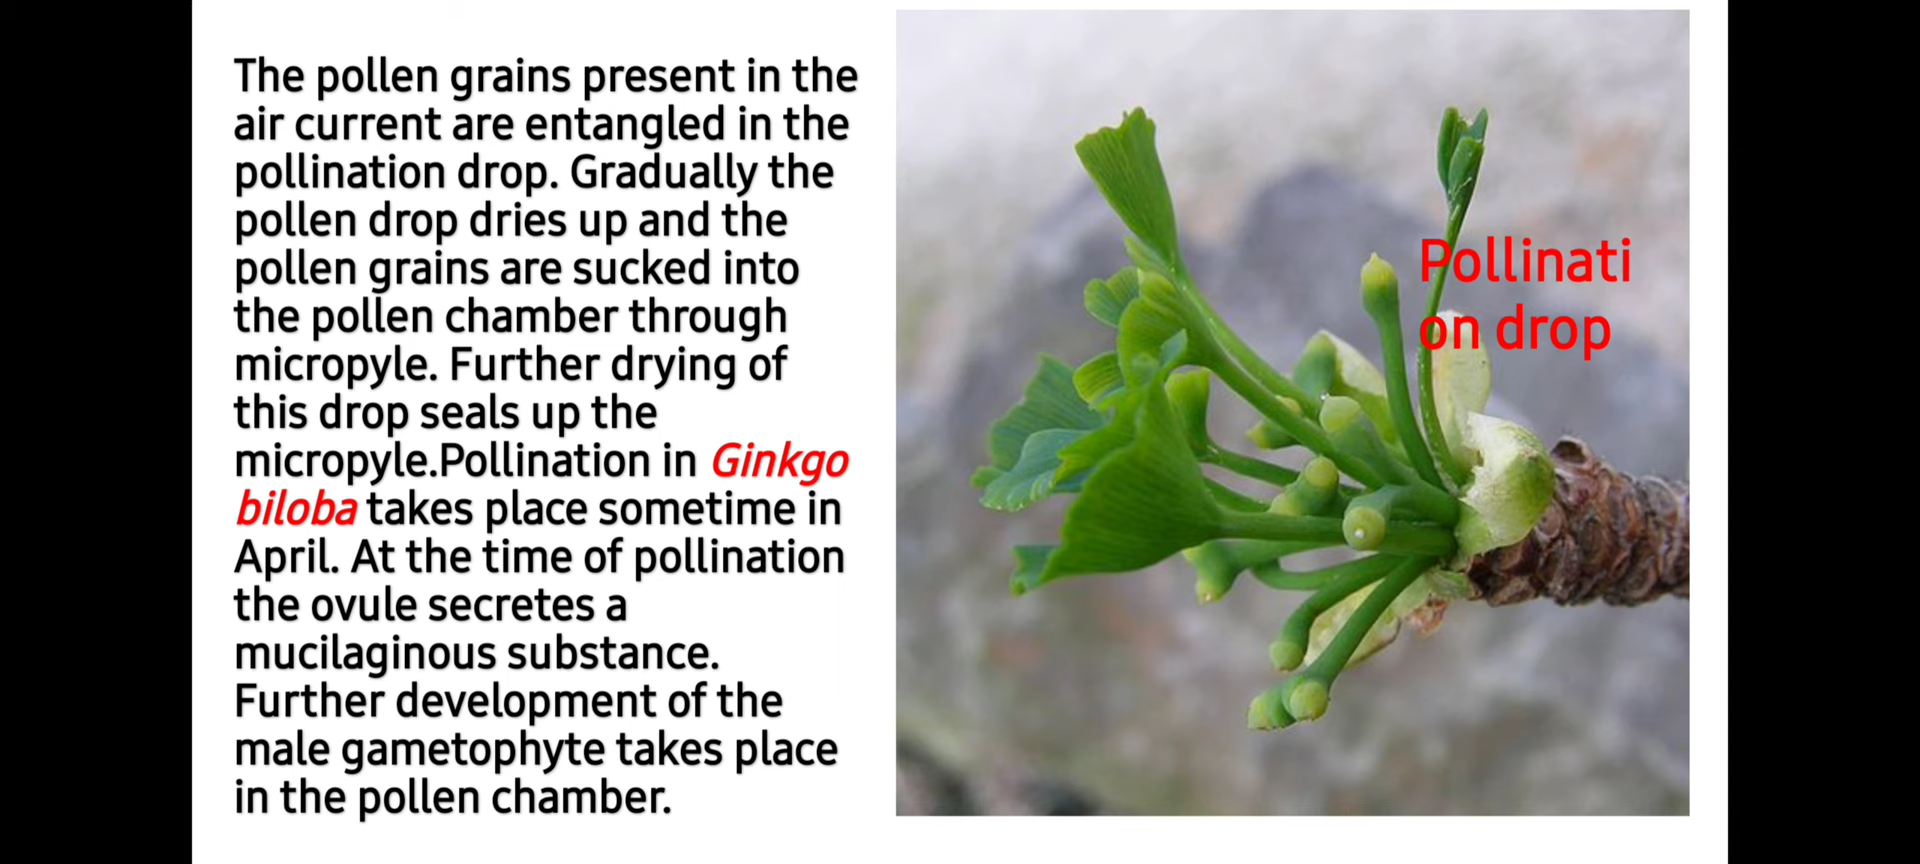 The pollen grains present in the
air current are entangled in the
pollination drop. Gradually the
pollen drop dries up and the
pollen grains are sucked into
the pollen chamber through
micropyle. Further drying of
this drop seals up the
micropyle.Pollination in Ginkgo
biloba takes place sometime in
April. At the time of pollination
the ovule secretes a
mucilaginous substance.
Further development of the
male gametophyte takes place
in the pollen chamber.
Pollinati
on drop